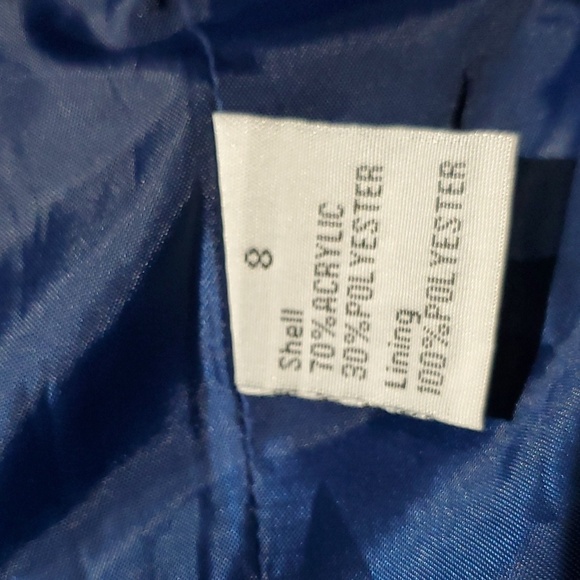 8
Shell
70%ACRYLIC
30%POLYESTER
Lining
100%POLYESTER